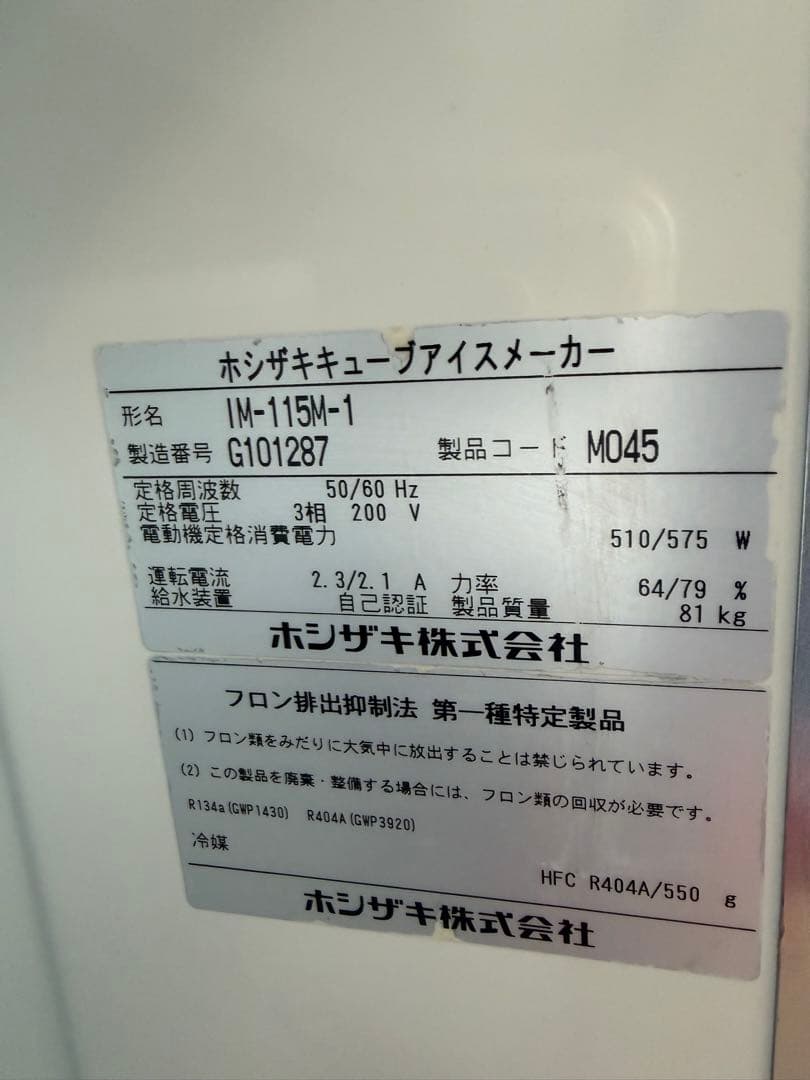 ホシザキキューブアイスメーカー
形名 IM-115M-1
製造番号 G101287 製品コード M045
定格周波数 50/60 Hz
定格電圧 3相 200 V
電動機定格消費電力 510/575 W
運転電流 2.3/2.1 A 力率 64/79 %
給水装置 自己認証 製品質量 81 kg
ホシザキ株式会社
フロン排出抑制法 第一種特定製品
(1) フロン類をみだりに大気中に放出することは禁じられています。
(2) この製品を廃棄・整備する場合には、フロン類の回収が必要です。
R134a(GWP1430) R404A(GWP3920)
冷媒
HFC R404A/550 g
ホシザキ株式会社